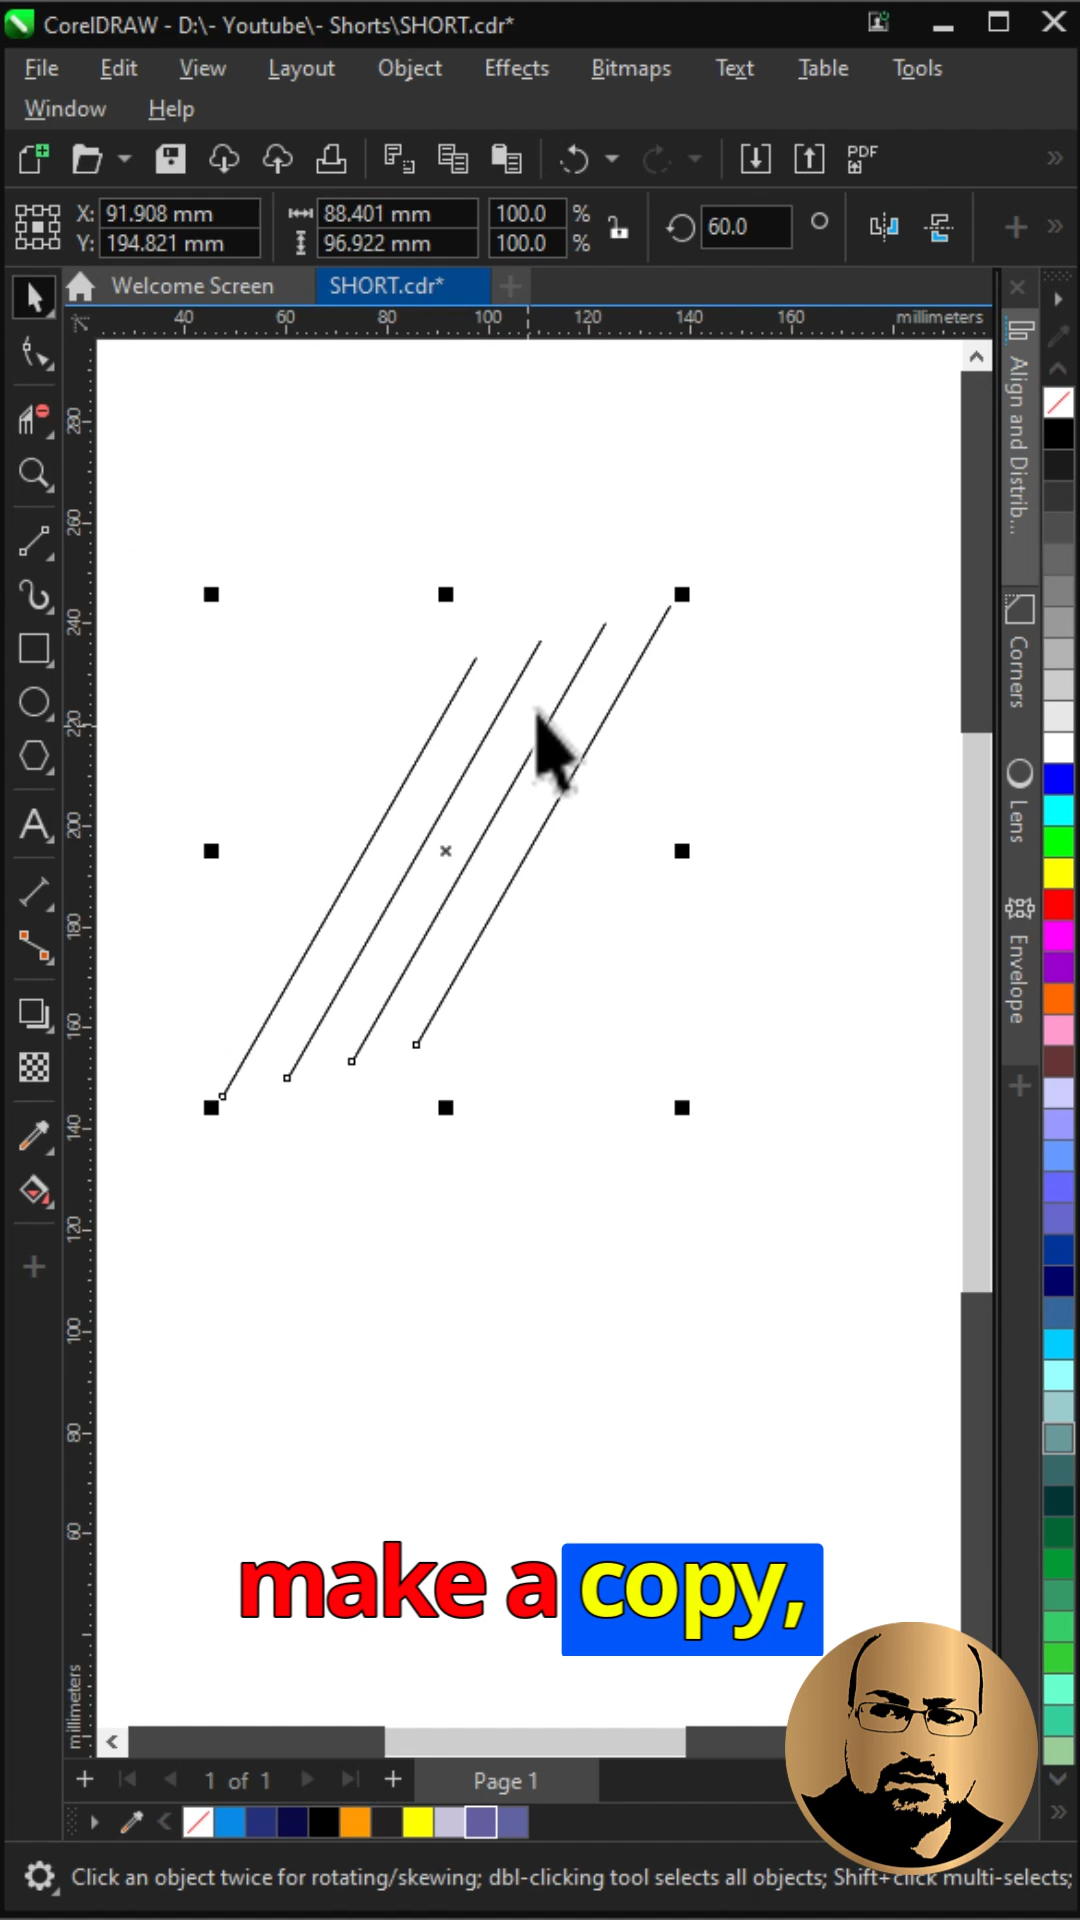 CorelDRAW - D:\- Youtube\- Shorts\SHORT.cdr*
File Edit View Layout Object Effects Bitmaps Text Table Tools
Window Help
PDF
X: 91.908 mm 88.401 mm 100.0 %
Y: 194.821 mm 96.922 mm 100.0 %
60.0
Welcome Screen SHORT.cdr*
40 60 80 100 120 140 160 millimeters
280
260
240
220
200
180
160
140
120
100
80
60
millimeters
Align and Distrib...
Corners
Lens
Envelope
make a copy,
1 of 1 Page 1
Click an object twice for rotating/skewing; dbl-clicking tool selects all objects; Shift+click multi-selects;